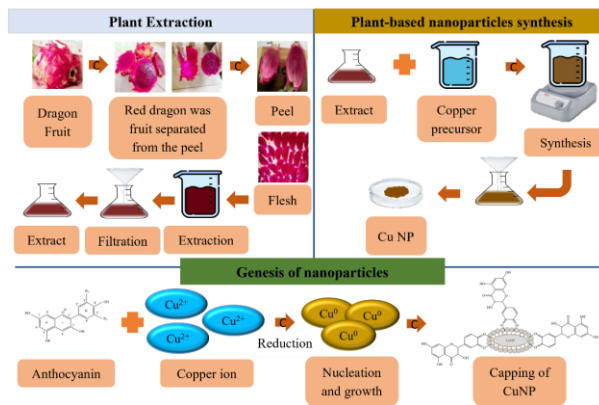 Plant Extraction
Plant-based nanoparticles synthesis
C
C
Dragon
Fruit
Red dragon was
fruit separated
from the peel
Peel
Flesh
Extraction
Filtration
Extract
C
Extract
Copper
precursor
Synthesis
Cu NP
Genesis of nanoparticles
Cu2+
Cu2+
Cu2+
C
Reduction
Cu0
Cu0
Cu0
C
Anthocyanin
Copper ion
Nucleation
and growth
Capping of
CuNP